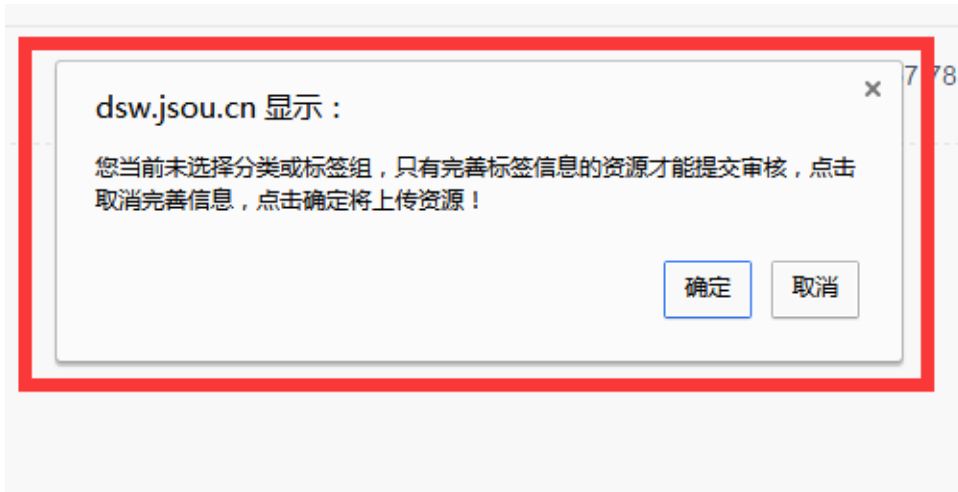 7 78
dsw.jsou.cn 显示：
您当前未选择分类或标签组，只有完善标签信息的资源才能提交审核，点击
取消完善信息，点击确定将上传资源！
确定 取消